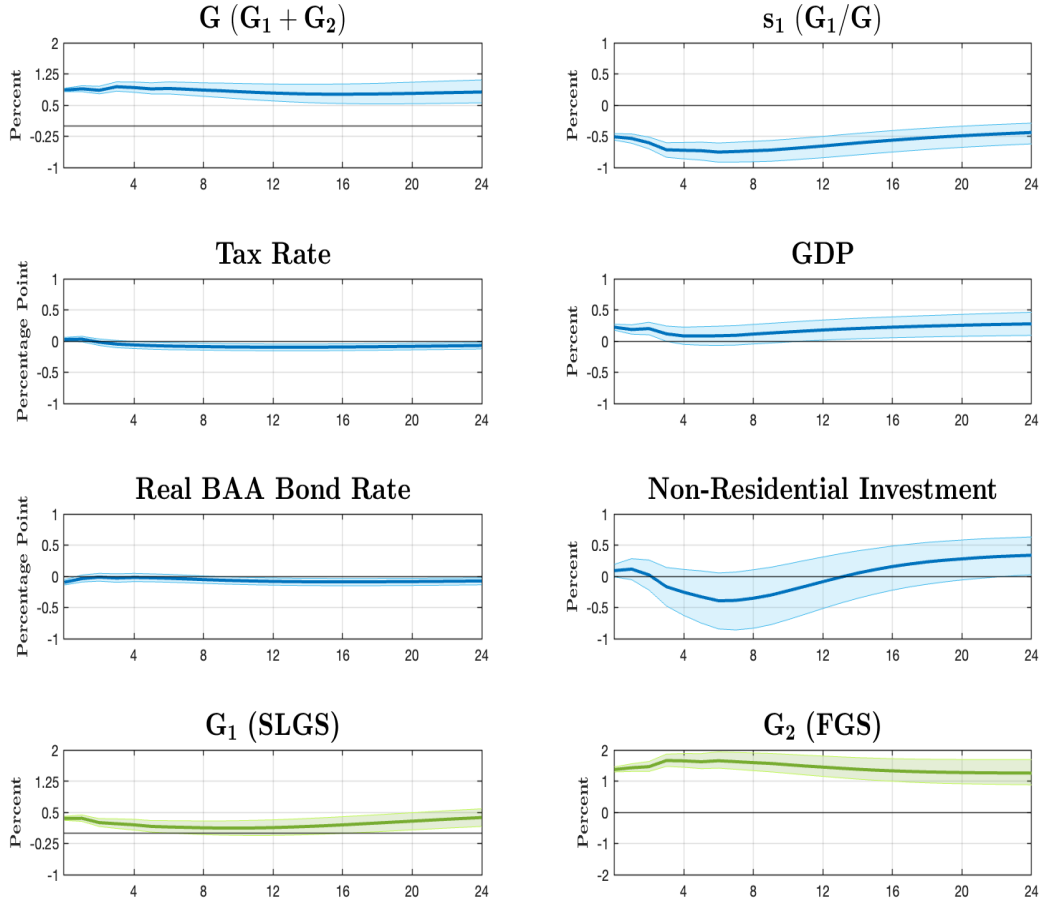 G (G₁ + G₂)
Percent
2
1.25
0.5
-0.25
-1
4 8 12 16 20 24
s₁ (G₁/G)
Percent
1
0.5
0
-0.5
-1
4 8 12 16 20 24
Tax Rate
Percentage Point
1
0.5
0
-0.5
-1
4 8 12 16 20 24
GDP
Percent
1
0.5
0
-0.5
-1
4 8 12 16 20 24
Real BAA Bond Rate
Percentage Point
1
0.5
0
-0.5
-1
4 8 12 16 20 24
Non-Residential Investment
Percent
1
0.5
0
-0.5
-1
4 8 12 16 20 24
G₁ (SLGS)
Percent
2
1.25
0.5
-0.25
-1
4 8 12 16 20 24
G₂ (FGS)
Percent
2
1
0
-1
-2
4 8 12 16 20 24